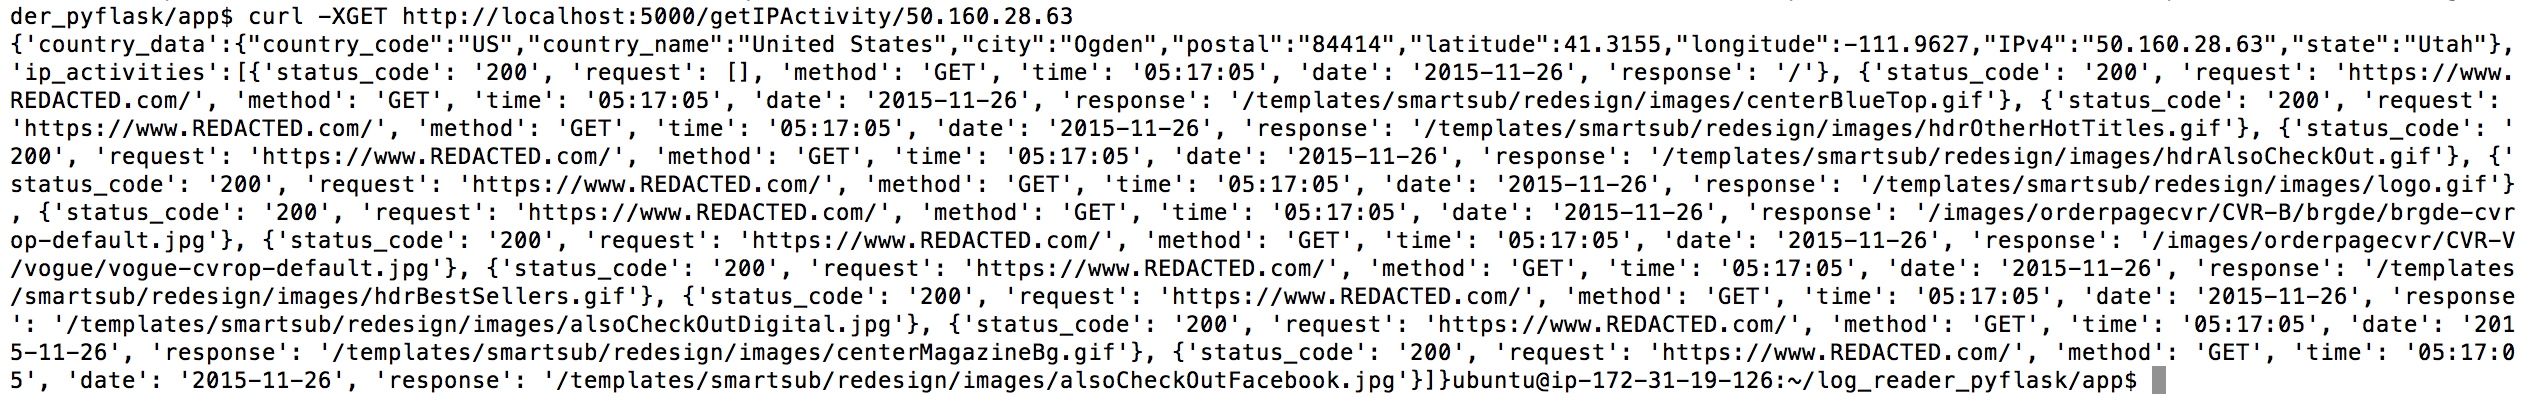 der_pyflask/app$ curl -XGET http://localhost:5000/getIPActivity/50.160.28.63
{'country_data':{"country_code":"US","country_name":"United States","city":"Ogden","postal":"84414","latitude":41.3155,"longitude":-111.9627,"IPv4":"50.160.28.63","state":"Utah"},
'ip_activities':[{'status_code': '200', 'request': [], 'method': 'GET', 'time': '05:17:05', 'date': '2015-11-26', 'response': '/'}, {'status_code': '200', 'request': 'https://www.
REDACTED.com/', 'method': 'GET', 'time': '05:17:05', 'date': '2015-11-26', 'response': '/templates/smartsub/redesign/images/centerBlueTop.gif'}, {'status_code': '200', 'request':
'https://www.REDACTED.com/', 'method': 'GET', 'time': '05:17:05', 'date': '2015-11-26', 'response': '/templates/smartsub/redesign/images/hdrOtherHotTitles.gif'}, {'status_code': '
200', 'request': 'https://www.REDACTED.com/', 'method': 'GET', 'time': '05:17:05', 'date': '2015-11-26', 'response': '/templates/smartsub/redesign/images/hdrAlsoCheckOut.gif'}, {'
status_code': '200', 'request': 'https://www.REDACTED.com/', 'method': 'GET', 'time': '05:17:05', 'date': '2015-11-26', 'response': '/templates/smartsub/redesign/images/logo.gif'}
, {'status_code': '200', 'request': 'https://www.REDACTED.com/', 'method': 'GET', 'time': '05:17:05', 'date': '2015-11-26', 'response': '/images/orderpagecvr/CVR-B/brgde/brgde-cvr
op-default.jpg'}, {'status_code': '200', 'request': 'https://www.REDACTED.com/', 'method': 'GET', 'time': '05:17:05', 'date': '2015-11-26', 'response': '/images/orderpagecvr/CVR-V
/vogue/vogue-cvrop-default.jpg'}, {'status_code': '200', 'request': 'https://www.REDACTED.com/', 'method': 'GET', 'time': '05:17:05', 'date': '2015-11-26', 'response': '/templates
/smartsub/redesign/images/hdrBestSellers.gif'}, {'status_code': '200', 'request': 'https://www.REDACTED.com/', 'method': 'GET', 'time': '05:17:05', 'date': '2015-11-26', 'response
': '/templates/smartsub/redesign/images/alsoCheckOutDigital.jpg'}, {'status_code': '200', 'request': 'https://www.REDACTED.com/', 'method': 'GET', 'time': '05:17:05', 'date': '201
5-11-26', 'response': '/templates/smartsub/redesign/images/centerMagazineBg.gif'}, {'status_code': '200', 'request': 'https://www.REDACTED.com/', 'method': 'GET', 'time': '05:17:0
5', 'date': '2015-11-26', 'response': '/templates/smartsub/redesign/images/alsoCheckOutFacebook.jpg'}]}ubuntu@ip-172-31-19-126:~/log_reader_pyflask/app$